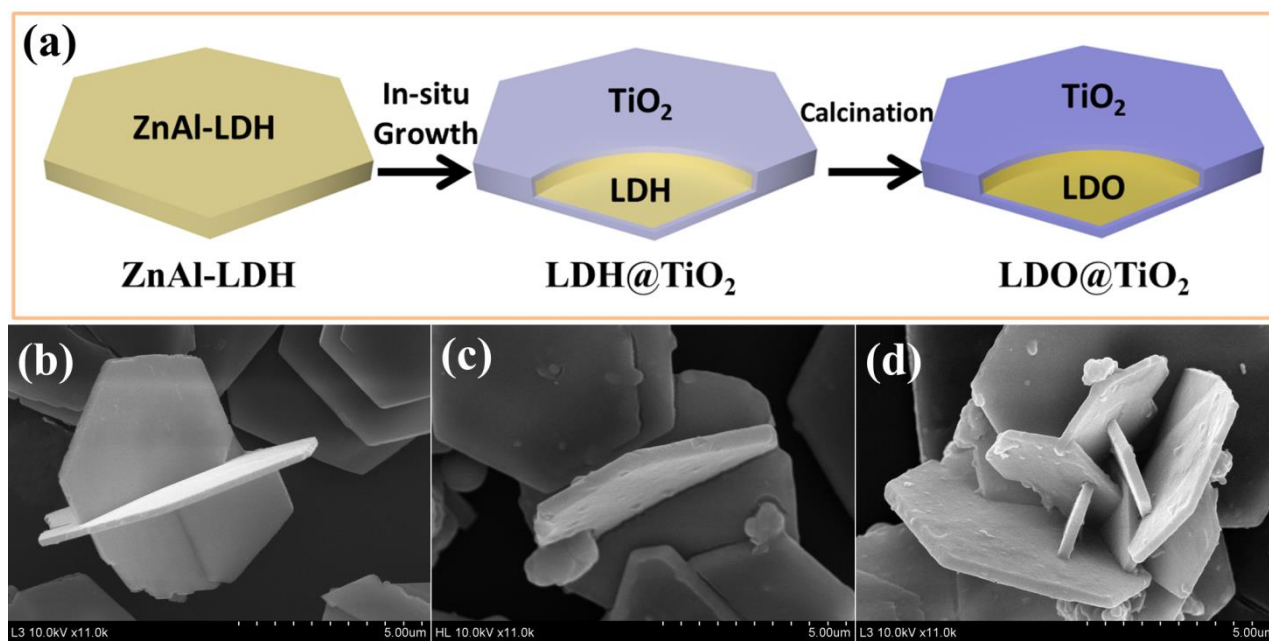 (a)
ZnAl-LDH
In-situ
Growth
TiO₂
LDH
Calcination
TiO₂
LDO
ZnAl-LDH
LDH@TiO₂
LDO@TiO₂
(b)
L3 10.0kV x11.0k
5.00um
(c)
HL 10.0kV x11.0k
5.00um
(d)
L3 10.0kV x11.0k
5.00um